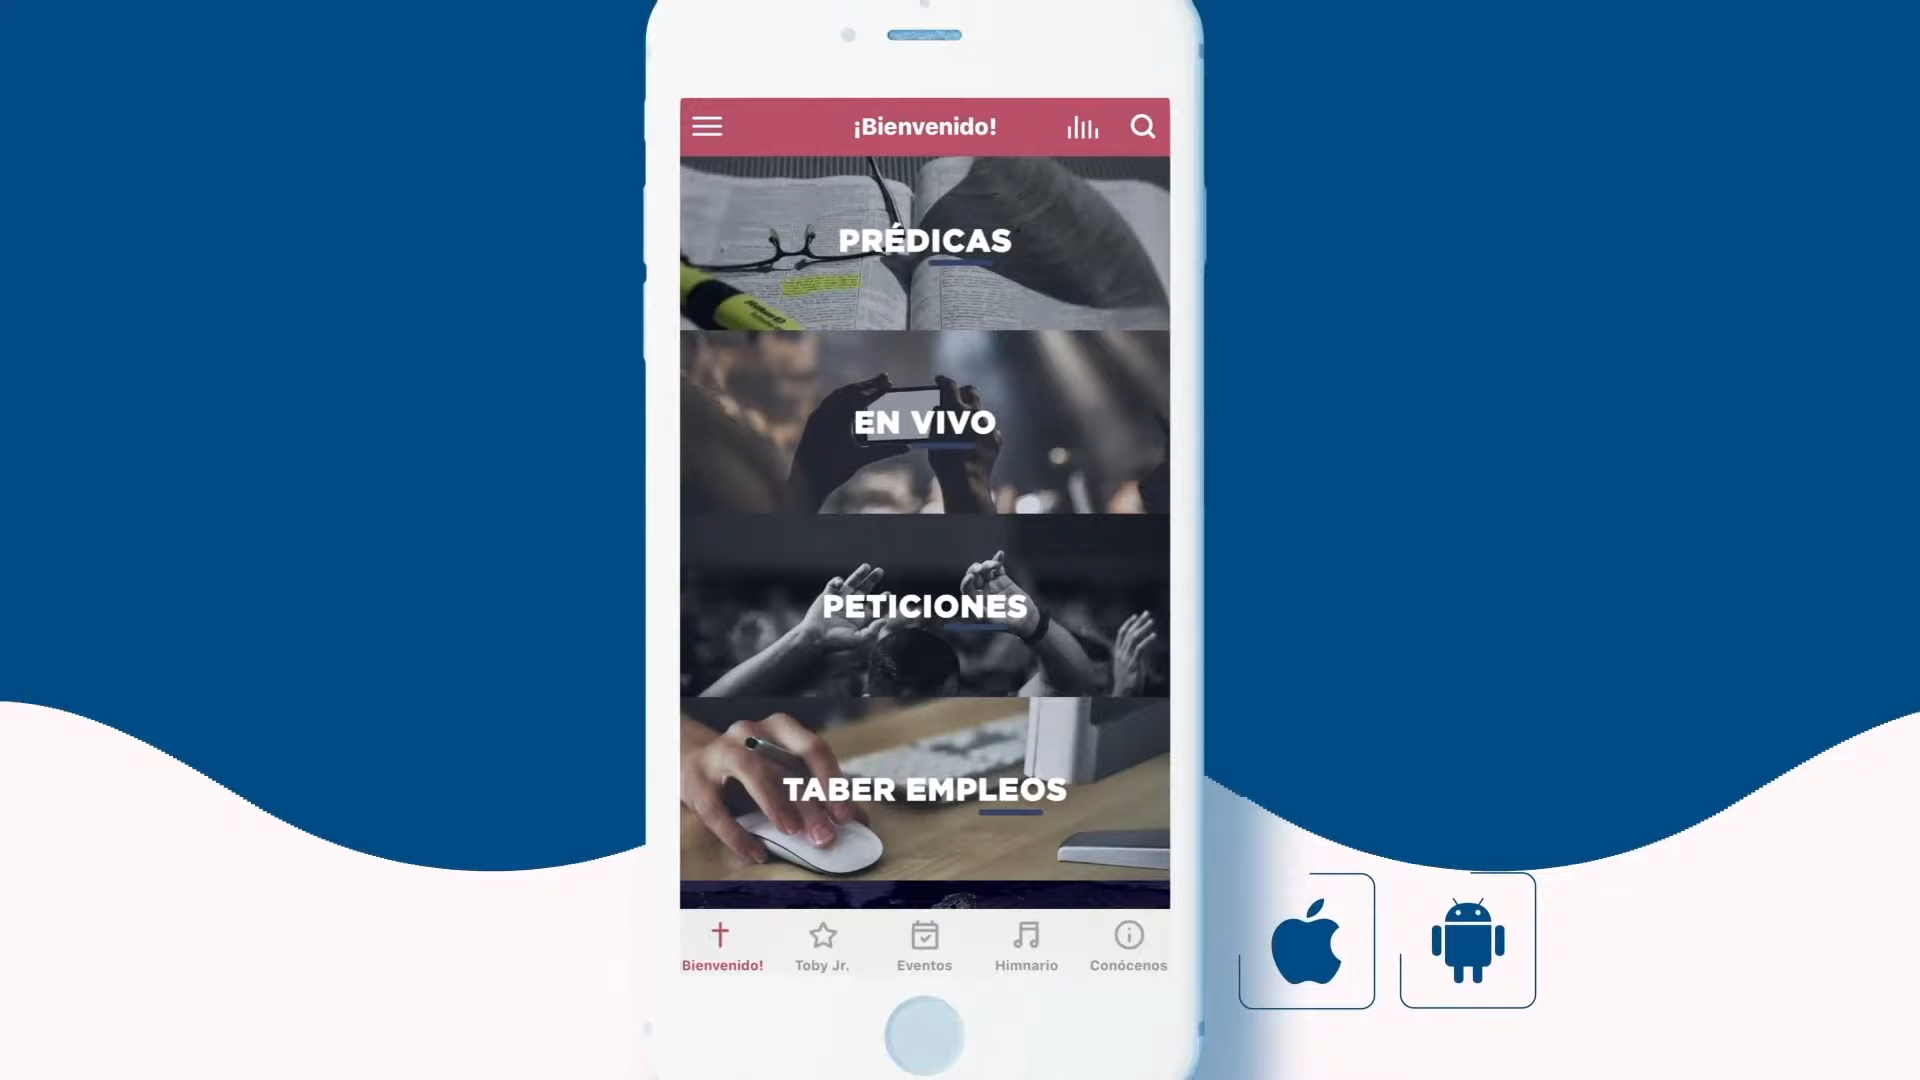 ¡Bienvenido!
PRÉDICAS
EN VIVO
PETICIONES
TABER EMPLEOS
Bienvenido! Toby Jr. Eventos Himnario Conócenos